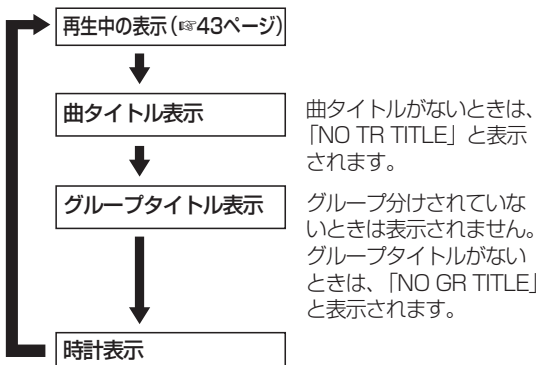 再生中の表示(☞43ページ)
曲タイトル表示
曲タイトルがないときは、
「NO TR TITLE」と表示
されます。
グループタイトル表示
グループ分けされていな
いときは表示されません。
グループタイトルがない
ときは、「NO GR TITLE」
と表示されます。
時計表示